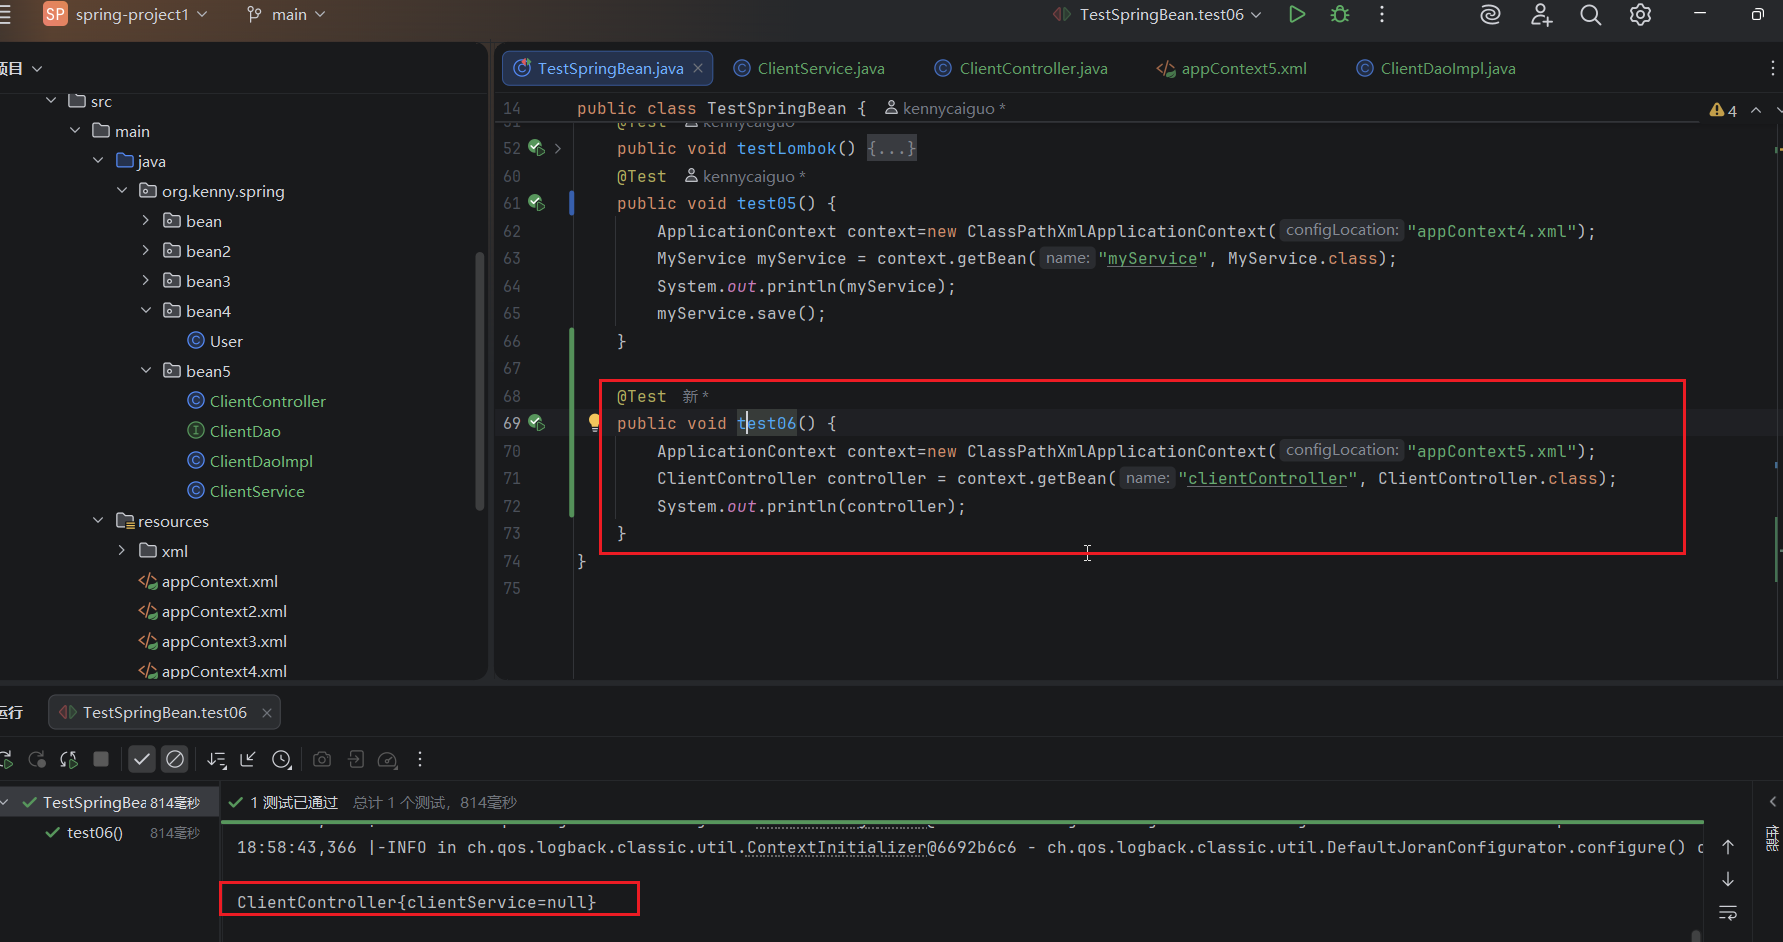 SP spring-project1 main TestSpringBean.test06
项目
TestSpringBean.java ClientService.java ClientController.java appContext5.xml ClientDaoImpl.java
src
main
java
org.kenny.spring
bean
bean2
bean3
bean4
User
bean5
ClientController
ClientDao
ClientDaoImpl
ClientService
resources
xml
appContext.xml
appContext2.xml
appContext3.xml
appContext4.xml
14 public class TestSpringBean { kennycaiguo * 4
51 @Test kennycaiguo
52 public void testLombok() {...}
60 @Test kennycaiguo *
61 public void test05() {
62 ApplicationContext context=new ClassPathXmlApplicationContext( configLocation: "appContext4.xml");
63 MyService myService = context.getBean( name: "myService", MyService.class);
64 System.out.println(myService);
65 myService.save();
66 }
67
68 @Test 新 *
69 public void test06() {
70 ApplicationContext context=new ClassPathXmlApplicationContext( configLocation: "appContext5.xml");
71 ClientController controller = context.getBean( name: "clientController", ClientController.class);
72 System.out.println(controller);
73 }
74 }
75
运行 TestSpringBean.test06
TestSpringBea 814毫秒
test06() 814毫秒
1 测试已通过 总计 1 个测试, 814毫秒
18:58:43,366 |-INFO in ch.qos.logback.classic.util.ContextInitializer@6692b6c6 - ch.qos.logback.classic.util.DefaultJoranConfigurator.configure() c
ClientController{clientService=null}
性能